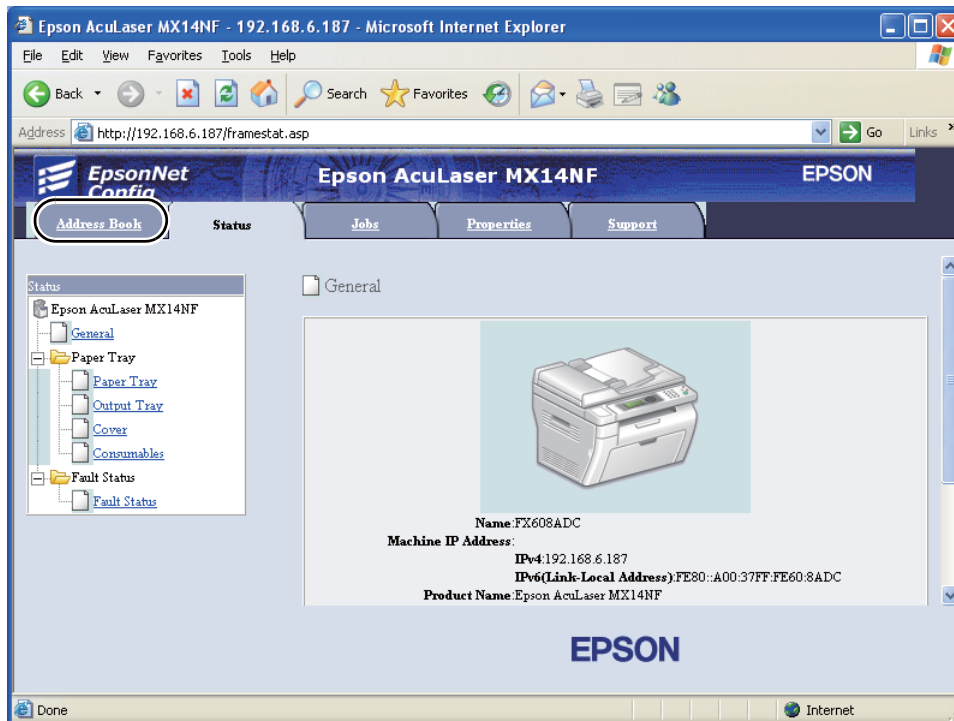 Epson AcuLaser MX14NF - 192.168.6.187 - Microsoft Internet Explorer
File Edit View Favorites Tools Help
Back Search Favorites
Address http://192.168.6.187/framestat.asp Go Links »
EpsonNet Config Epson AcuLaser MX14NF EPSON
Address Book Status Jobs Properties Support
Status
Epson AcuLaser MX14NF
General
Paper Tray
Paper Tray
Output Tray
Cover
Consumables
Fault Status
Fault Status
General
Name:FX608ADC
Machine IP Address:
IPv4:192.168.6.187
IPv6(Link-Local Address):FE80::A00:37FF:FE60:8ADC
Product Name:Epson AcuLaser MX14NF
EPSON
Done Internet